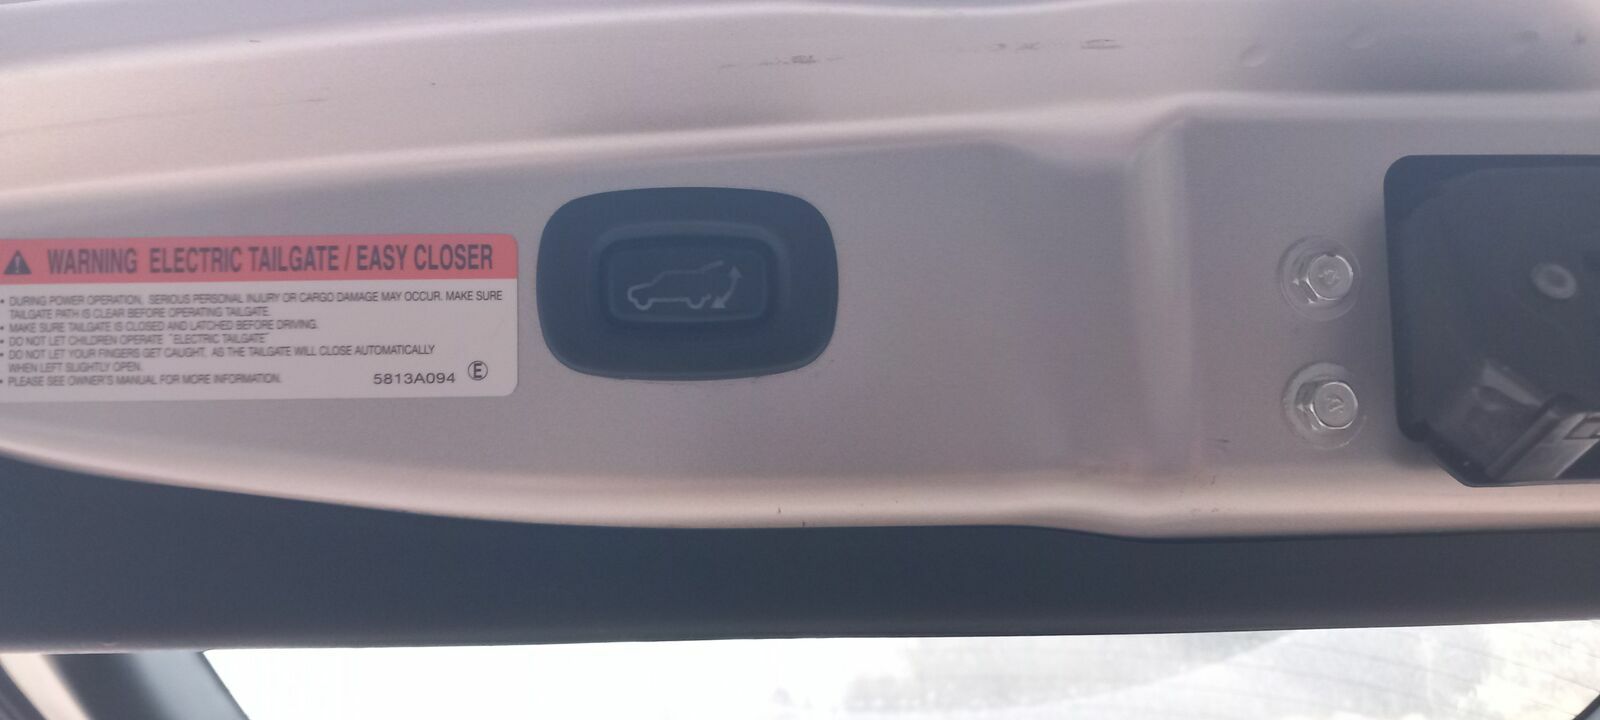 WARNING ELECTRIC TAILGATE / EASY CLOSER
• DURING POWER OPERATION, SERIOUS PERSONAL INJURY OR CARGO DAMAGE MAY OCCUR. MAKE SURE
TAILGATE PATH IS CLEAR BEFORE OPERATING TAILGATE.
• MAKE SURE TAILGATE IS CLOSED AND LATCHED BEFORE DRIVING.
• DO NOT LET CHILDREN OPERATE "ELECTRIC TAILGATE"
• DO NOT LET YOUR FINGERS GET CAUGHT. AS THE TAILGATE WILL CLOSE AUTOMATICALLY
WHEN LEFT SLIGHTLY OPEN.
• PLEASE SEE OWNER'S MANUAL FOR MORE INFORMATION.
5813A094 Ⓔ